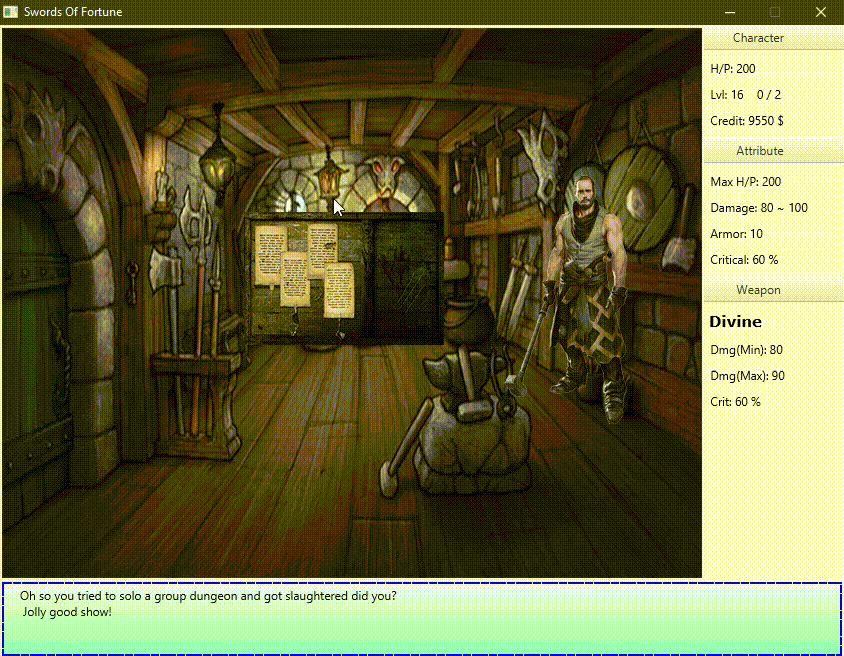 Swords Of Fortune
Character
H/P: 200
Lvl: 16 0 / 2
Credit: 9550 $
Attribute
Max H/P: 200
Damage: 80 ~ 100
Armor: 10
Critical: 60 %
Weapon
Divine
Dmg(Min): 80
Dmg(Max): 90
Crit: 60 %
Oh so you tried to solo a group dungeon and got slaughtered did you?
Jolly good show!